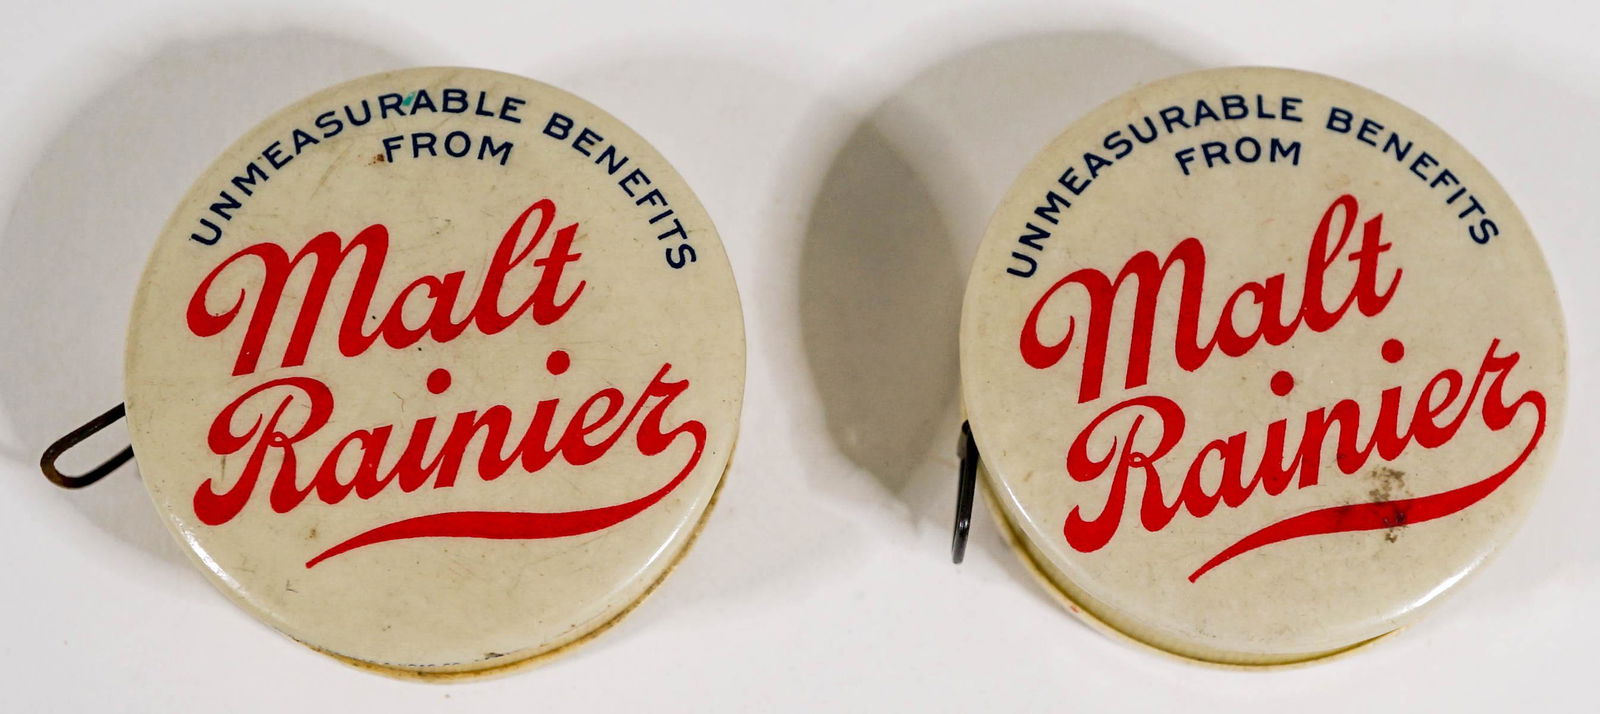 UNMEASURABLE BENEFITS
FROM
Malt
Rainier
UNMEASURABLE BENEFITS
FROM
Malt
Rainier